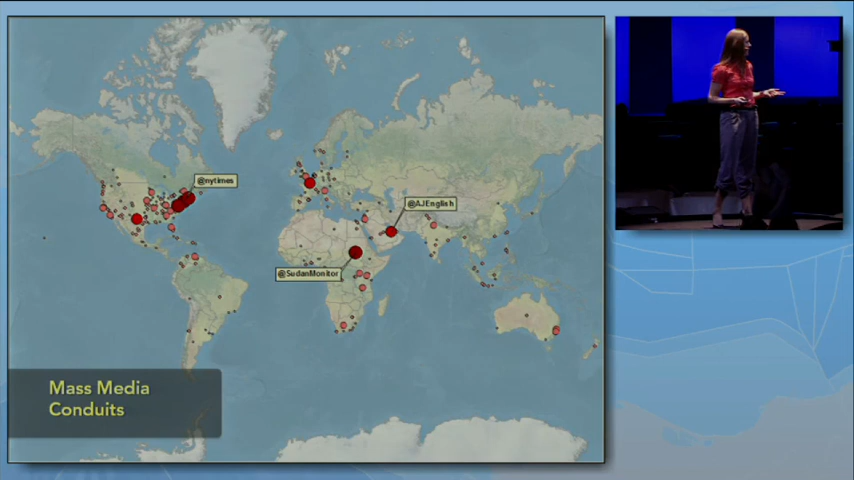 @nytimes
@AJEnglish
@SudanMonitor
Mass Media
Conduits